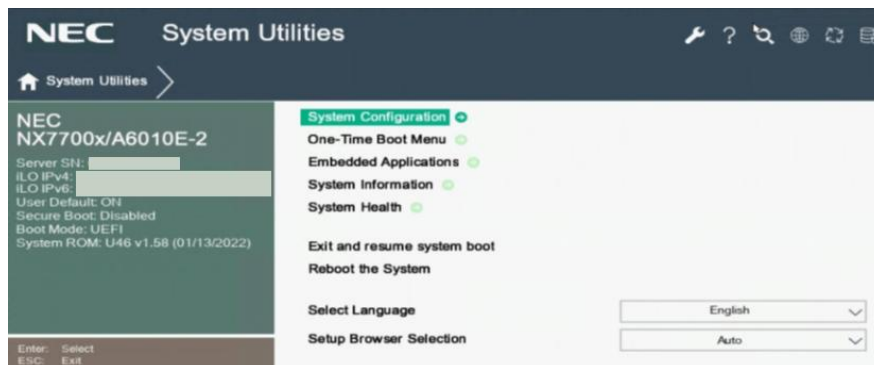 NEC System Utilities
System Utilities
NEC
NX7700x/A6010E-2
Server SN:
iLO IPv4:
iLO IPv6:
User Default: ON
Secure Boot: Disabled
Boot Mode: UEFI
System ROM: U46 v1.58 (01/13/2022)
Enter: Select
ESC: Exit
System Configuration
One-Time Boot Menu
Embedded Applications
System Information
System Health
Exit and resume system boot
Reboot the System
Select Language English
Setup Browser Selection Auto